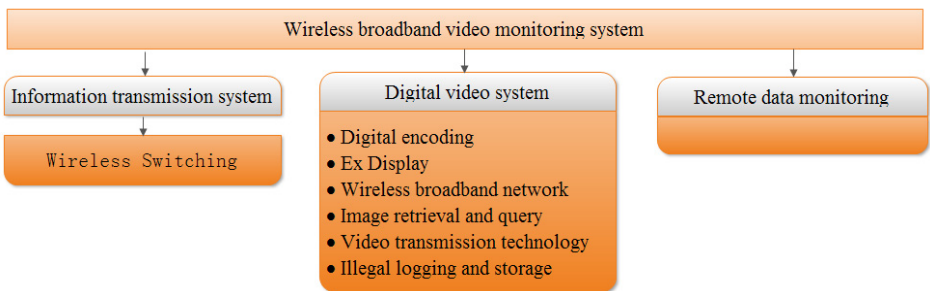 Wireless broadband video monitoring system
Information transmission system
Wireless Switching
Digital video system
● Digital encoding
● Ex Display
● Wireless broadband network
● Image retrieval and query
● Video transmission technology
● Illegal logging and storage
Remote data monitoring